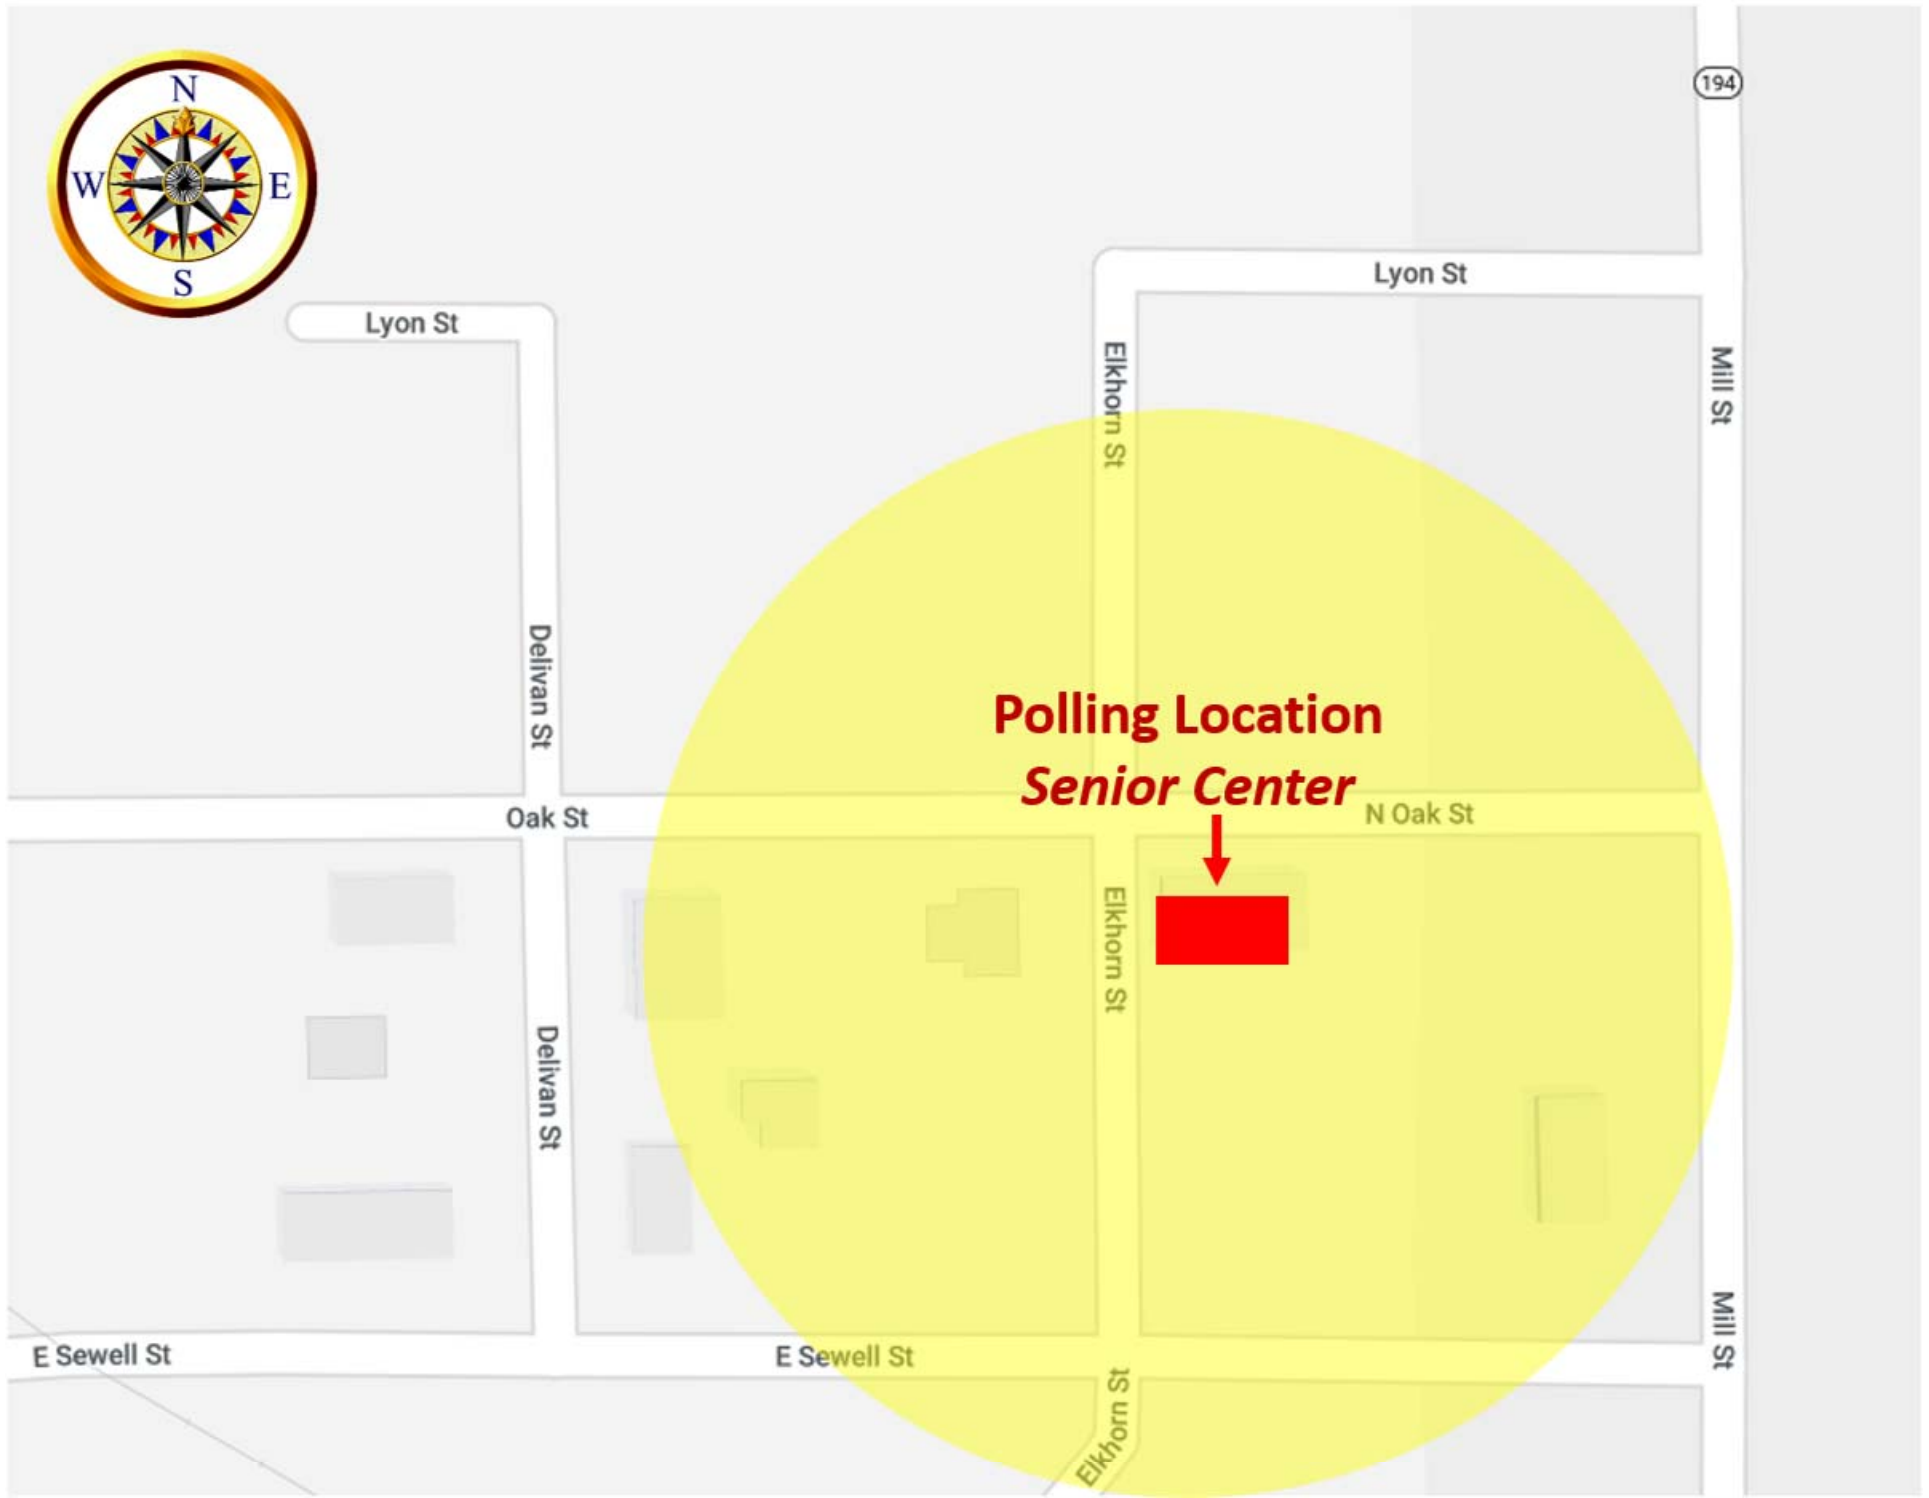 N
W
E
S
194
Lyon St
Lyon St
Elkhorn St
Mill St
Delivan St
Polling Location
Senior Center
Oak St
N Oak St
Elkhorn St
Delivan St
Mill St
E Sewell St
E Sewell St
Elkhorn St